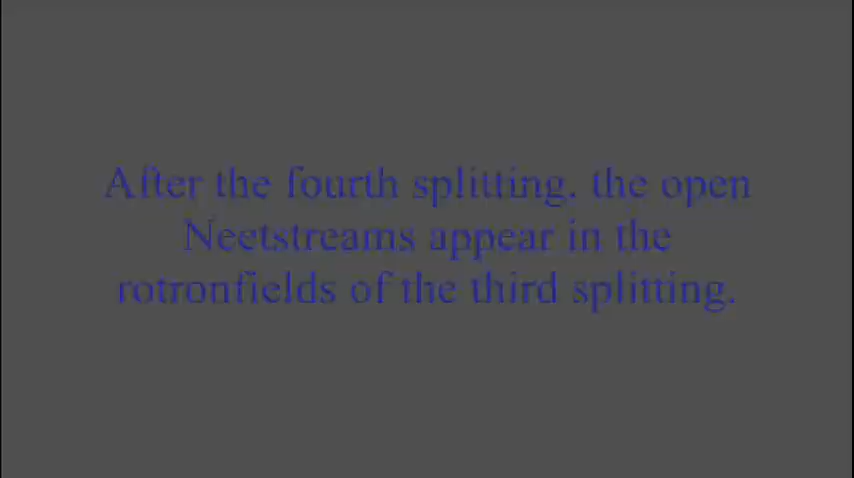 After the fourth splitting, the open
Neetstreams appear in the
rotronfields of the third splitting.